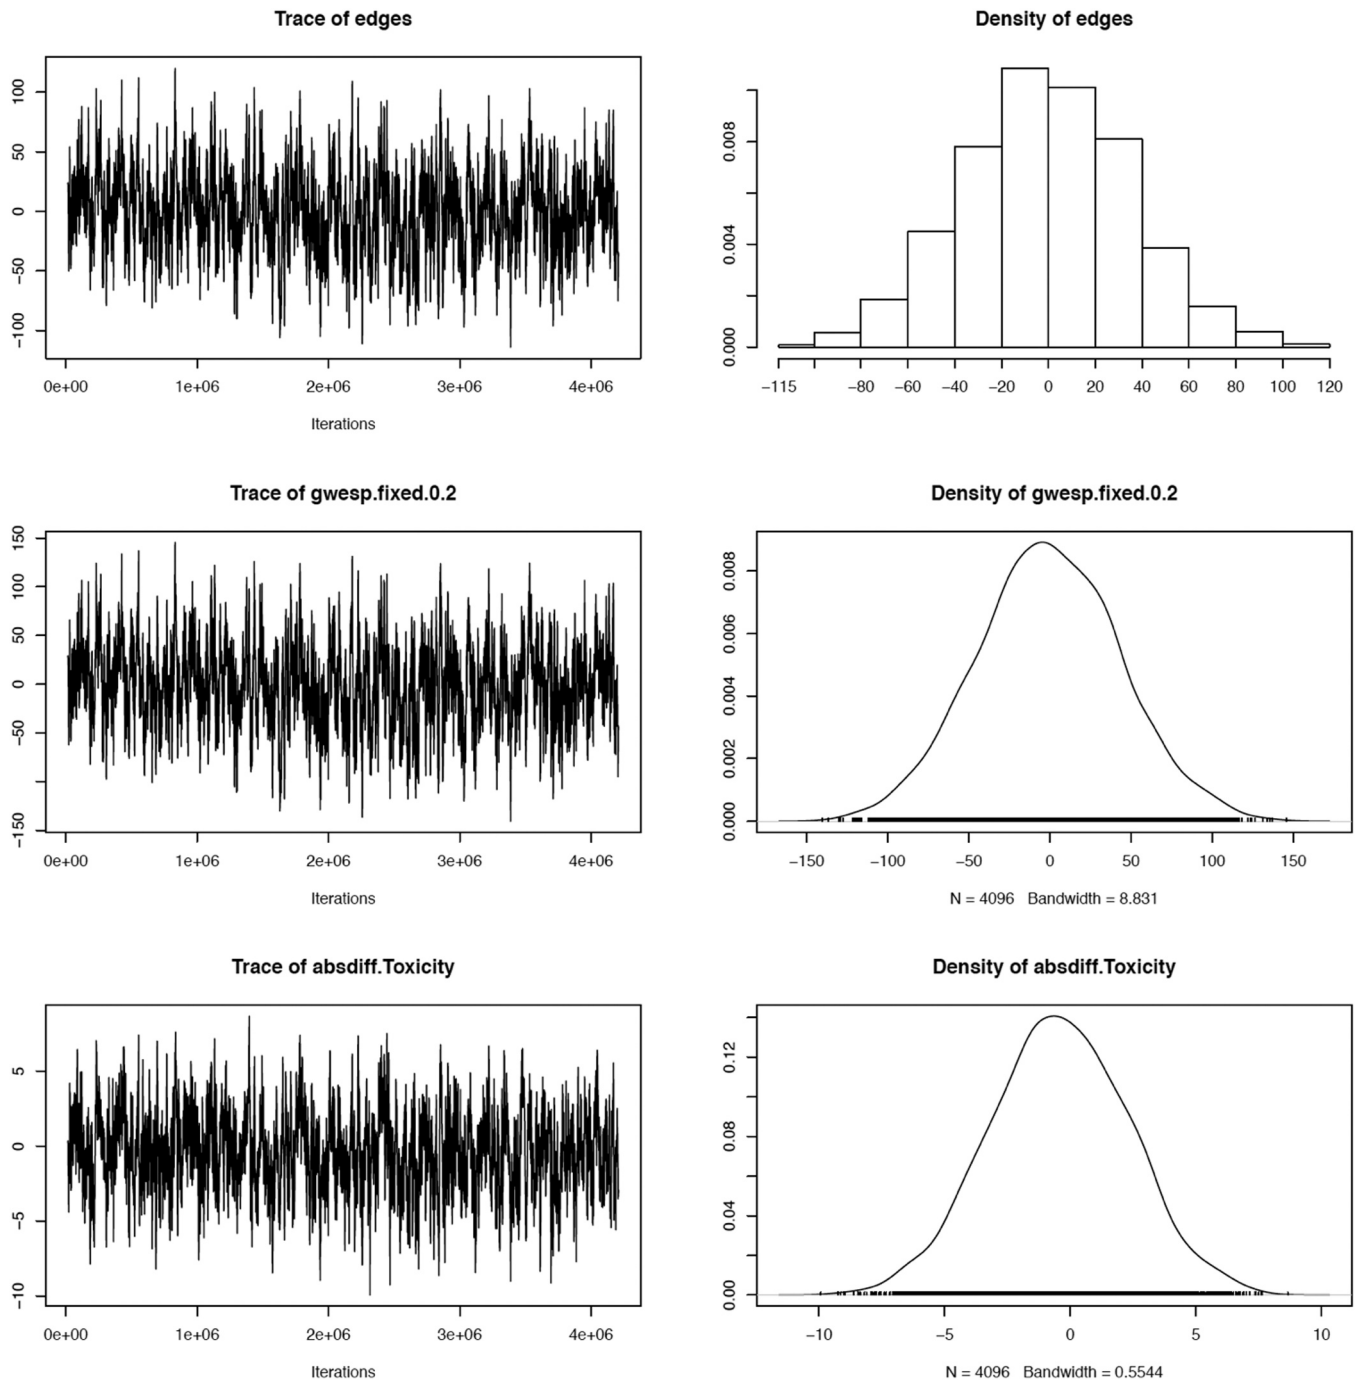 Trace of edges
100
50
0
−50
−100
0e+00 1e+06 2e+06 3e+06 4e+06
Iterations
Density of edges
0.008
0.004
0.000
−115 −80 −60 −40 −20 0 20 40 60 80 100 120
Trace of gwesp.fixed.0.2
150
100
50
0
−50
−150
0e+00 1e+06 2e+06 3e+06 4e+06
Iterations
Density of gwesp.fixed.0.2
0.008
0.006
0.004
0.002
0.000
−150 −100 −50 0 50 100 150
N = 4096 Bandwidth = 8.831
Trace of absdiff.Toxicity
5
0
−5
−10
0e+00 1e+06 2e+06 3e+06 4e+06
Iterations
Density of absdiff.Toxicity
0.12
0.08
0.04
0.00
−10 −5 0 5 10
N = 4096 Bandwidth = 0.5544